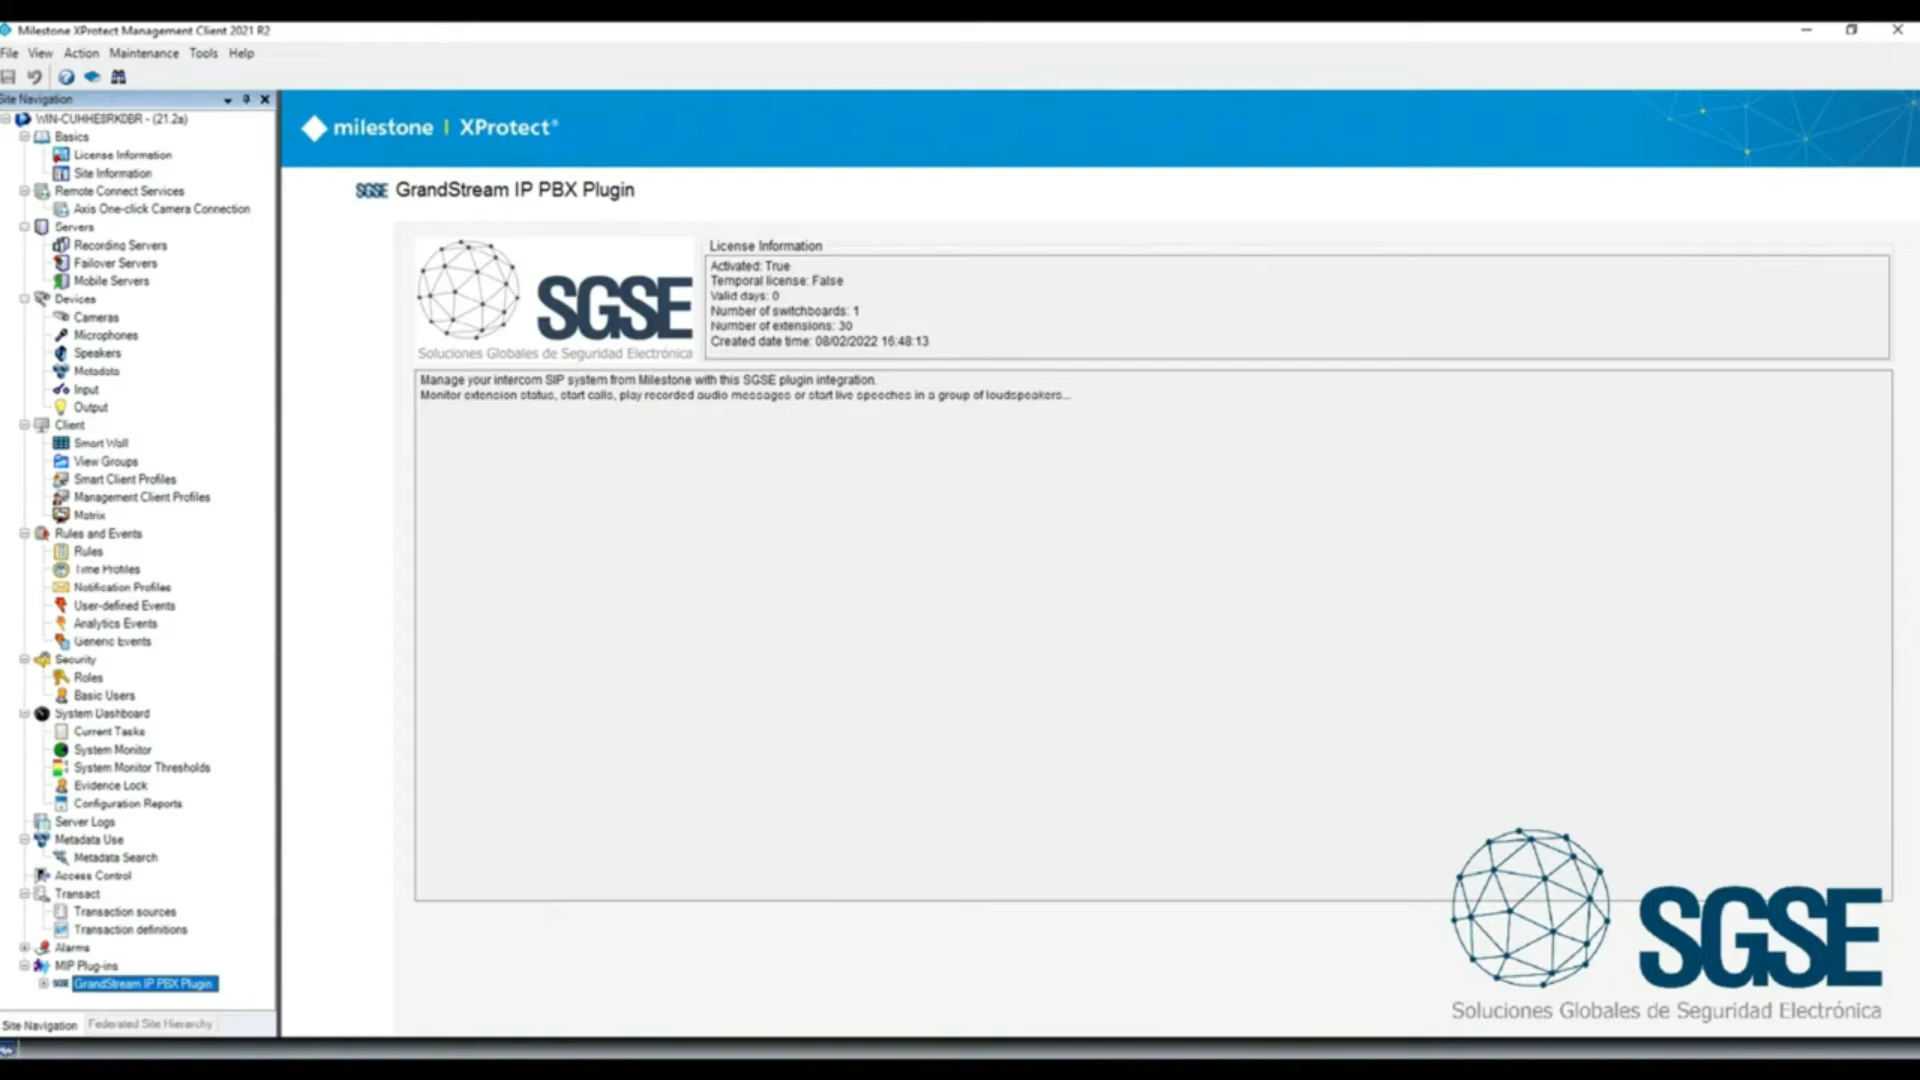 Milestone XProtect Management Client 2021 R2
File View Action Maintenance Tools Help
Site Navigation
WIN-CUHHE8RK0BR - (21.2a)
Basics
License Information
Site Information
Remote Connect Services
Axis One-click Camera Connection
Servers
Recording Servers
Failover Servers
Mobile Servers
Devices
Cameras
Microphones
Speakers
Metadata
Input
Output
Client
Smart Wall
View Groups
Smart Client Profiles
Management Client Profiles
Matrix
Rules and Events
Rules
Time Profiles
Notification Profiles
User-defined Events
Analytics Events
Generic Events
Security
Roles
Basic Users
System Dashboard
Current Tasks
System Monitor
System Monitor Thresholds
Evidence Lock
Configuration Reports
Server Logs
Metadata Use
Metadata Search
Access Control
Transact
Transaction sources
Transaction definitions
Alarms
MIP Plug-ins
SGSE GrandStream IP PBX Plugin
Site Navigation Federated Site Hierarchy
milestone | XProtect®
SGSE GrandStream IP PBX Plugin
SGSE
Soluciones Globales de Seguridad Electrónica
License Information
Activated: True
Temporal license: False
Valid days: 0
Number of switchboards: 1
Number of extensions: 30
Created date time: 08/02/2022 16:48:13
Manage your intercom SIP system from Milestone with this SGSE plugin integration.
Monitor extension status, start calls, play recorded audio messages or start live speeches in a group of loudspeakers...
SGSE
Soluciones Globales de Seguridad Electrónica